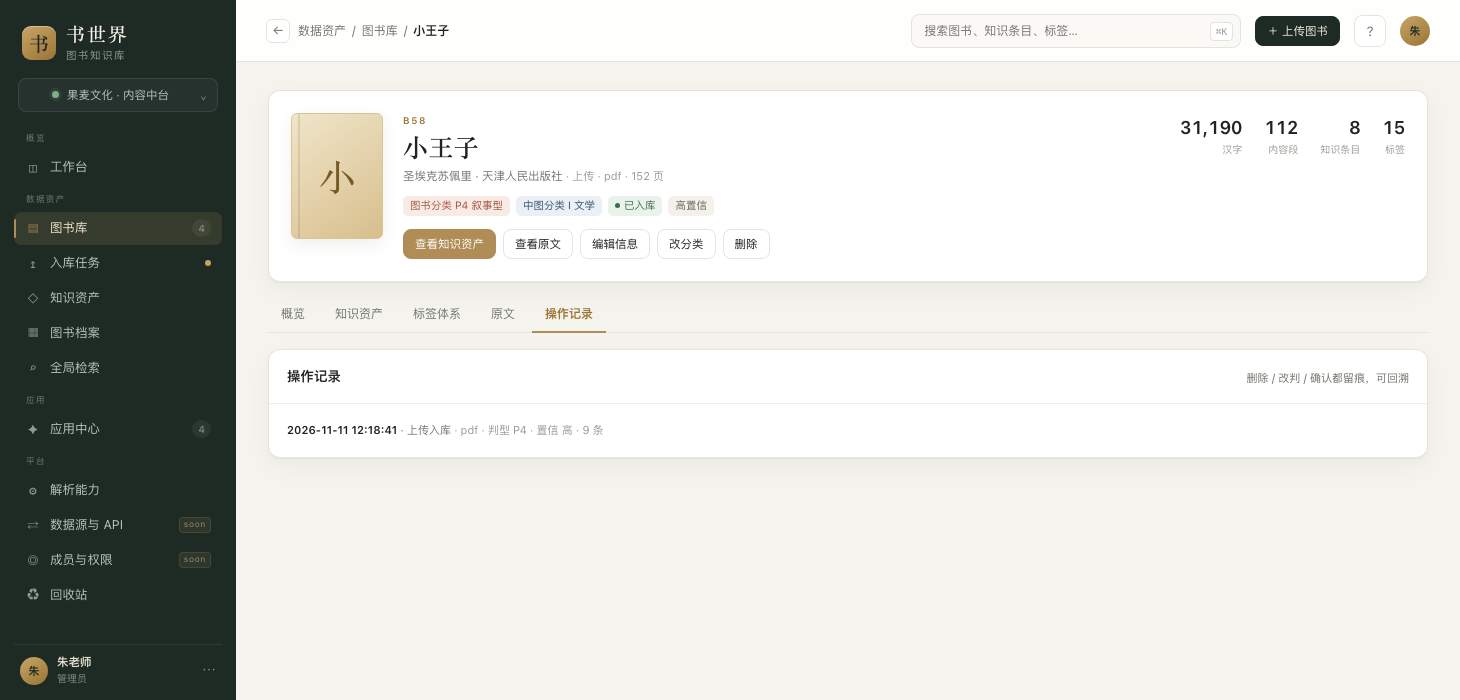 书 书世界
图书知识库
果麦文化 · 内容中台
概览
工作台
数据资产
图书库 4
入库任务
知识资产
图书档案
全局检索
应用
应用中心 4
平台
解析能力
数据源与 API soon
成员与权限 soon
回收站
朱 朱老师
管理员
← 数据资产 / 图书库 / 小王子
搜索图书、知识条目、标签... ⌘K
+ 上传图书
?
朱
小
B58
小王子
圣埃克苏佩里 · 天津人民出版社 · 上传 · pdf · 152 页
图书分类 P4 叙事型 中图分类 I 文学 ● 已入库 高置信
查看知识资产 查看原文 编辑信息 改分类 删除
31,190 112 8 15
汉字 内容段 知识条目 标签
概览 知识资产 标签体系 原文 操作记录
操作记录 删除 / 改判 / 确认都留痕，可回溯
2026-11-11 12:18:41 · 上传入库 · pdf · 判型 P4 · 置信 高 · 9 条